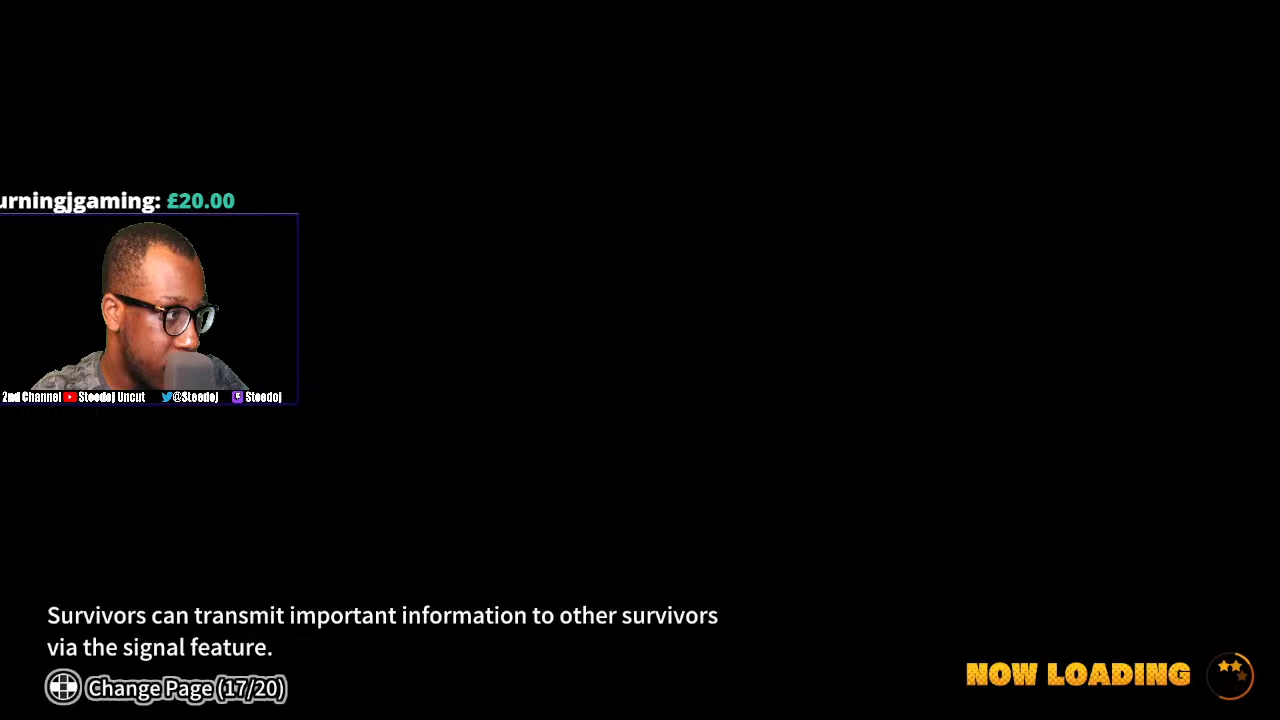 urningjgaming: £20.00
2nd Channel Steedoj Uncut @Steedoj Steedoj
Survivors can transmit important information to other survivors
via the signal feature.
Change Page (17/20)
NOW LOADING